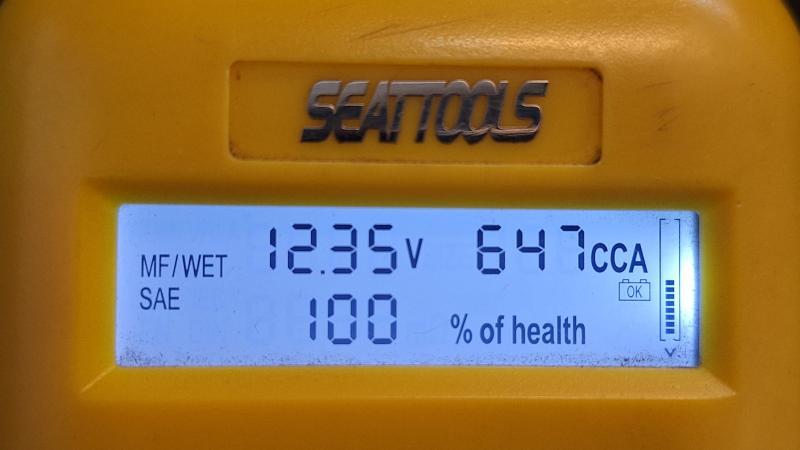 SEATTOOLS
MF/WET 12.35V 647CCA
OK
SAE 100 % of health